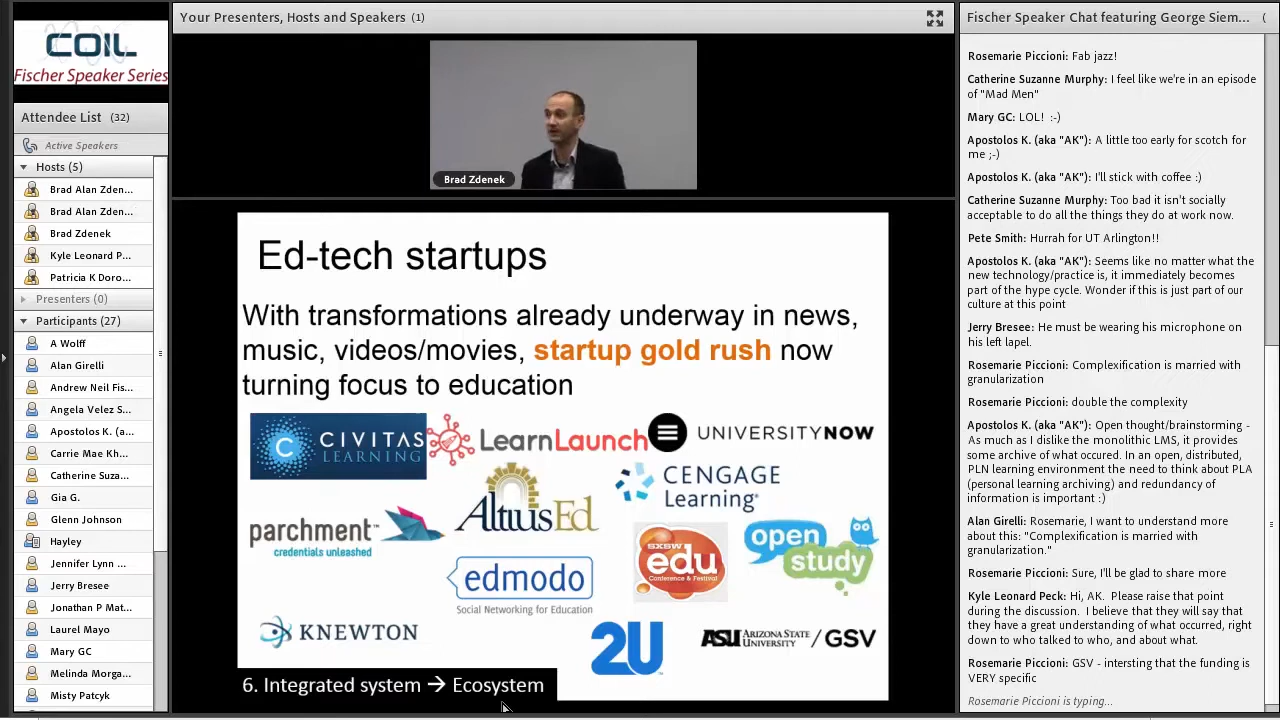 COIL
Fischer Speaker Series
Attendee List (32)
Active Speakers
Hosts (5)
Brad Alan Zden...
Brad Alan Zden...
Brad Zdenek
Kyle Leonard P...
Patricia K Doro...
Presenters (0)
Participants (27)
A Wolff
Alan Girelli
Andrew Neil Fis...
Angela Velez S...
Apostolos K. (a...
Carrie Mae Kh...
Catherine Suza...
Gia G.
Glenn Johnson
Hayley
Jennifer Lynn ...
Jerry Bresee
Jonathan P Mat...
Laurel Mayo
Mary GC
Melinda Morga...
Misty Patcyk
Your Presenters, Hosts and Speakers (1)
Brad Zdenek
Ed-tech startups
With transformations already underway in news,
music, videos/movies, startup gold rush now
turning focus to education
CIVITAS
LEARNING
LearnLaunch
UNIVERSITYNOW
AltiusEd
CENGAGE
Learning®
parchment™
credentials unleashed
SXSW
edu
Conference & Festival
open
study
edmodo
Social Networking for Education
KNEWTON
2U™
ASU ARIZONA STATE
UNIVERSITY / GSV
6. Integrated system → Ecosystem
Fischer Speaker Chat featuring George Siem... (
Rosemarie Piccioni: Fab jazz!
Catherine Suzanne Murphy: I feel like we're in an episode
of "Mad Men"
Mary GC: LOL! :-)
Apostolos K. (aka "AK"): A little too early for scotch for
me ;-)
Apostolos K. (aka "AK"): I'll stick with coffee :)
Catherine Suzanne Murphy: Too bad it isn't socially
acceptable to do all the things they do at work now.
Pete Smith: Hurrah for UT Arlington!!
Apostolos K. (aka "AK"): Seems like no matter what the
new technology/practice is, it immediately becomes
part of the hype cycle. Wonder if this is just part of our
culture at this point
Jerry Bresee: He must be wearing his microphone on
his left lapel.
Rosemarie Piccioni: Complexification is married with
granularization
Rosemarie Piccioni: double the complexity
Apostolos K. (aka "AK"): Open thought/brainstorming -
As much as I dislike the opaque LMS, it provides
some archive of what occured. In an open, distributed,
PLN learning environment the need to think about PLA
(personal learning archiving) and redundancy of
information is important :)
Alan Girelli: Rosemarie, I want to understand more
about this: "Complexification is married with
granularization."
Rosemarie Piccioni: SUre - I'll need to share more
Kyle Leonard Peck: Hi, AK. Please raise that point
during the discussion. I believe that they will say that
they have a great understanding of what occurred, right
down to who talked to who, and about what
Rosemarie Piccioni: GSV - intersting that the funding is
VERY specific
Rosemarie Piccioni is typing...